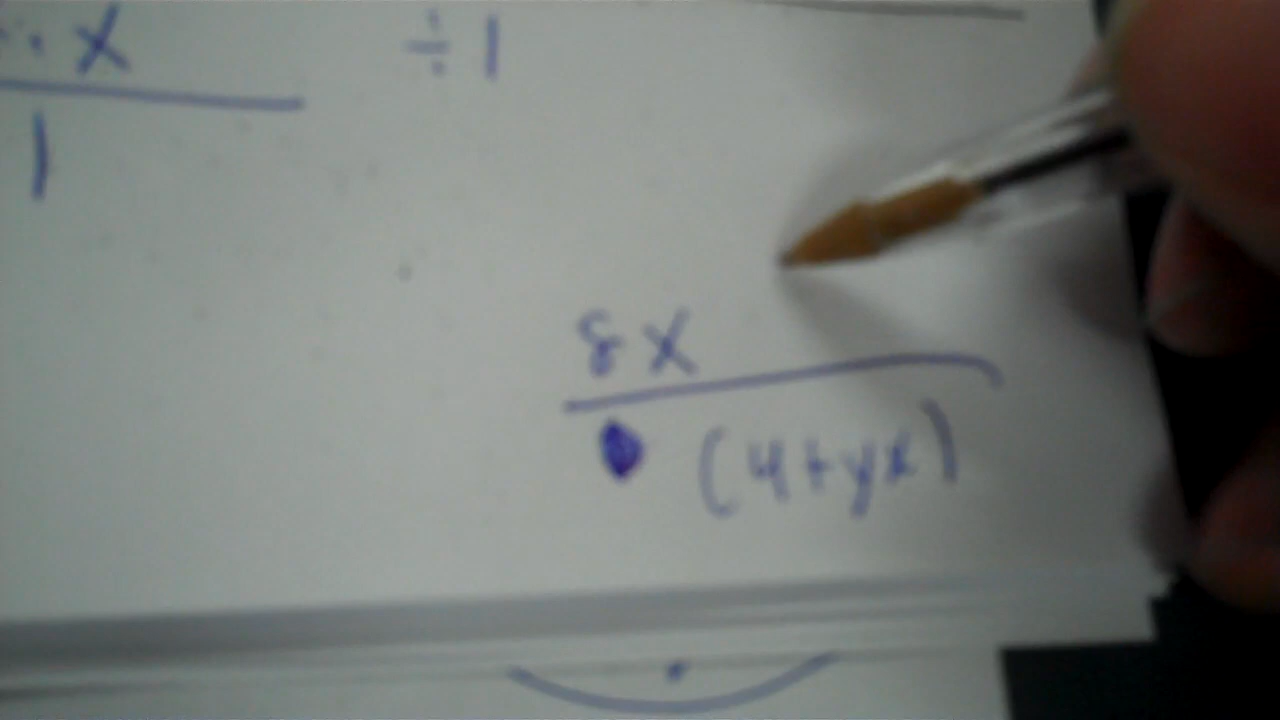 ÷ x ÷ 1
1
8x
(4+yx)